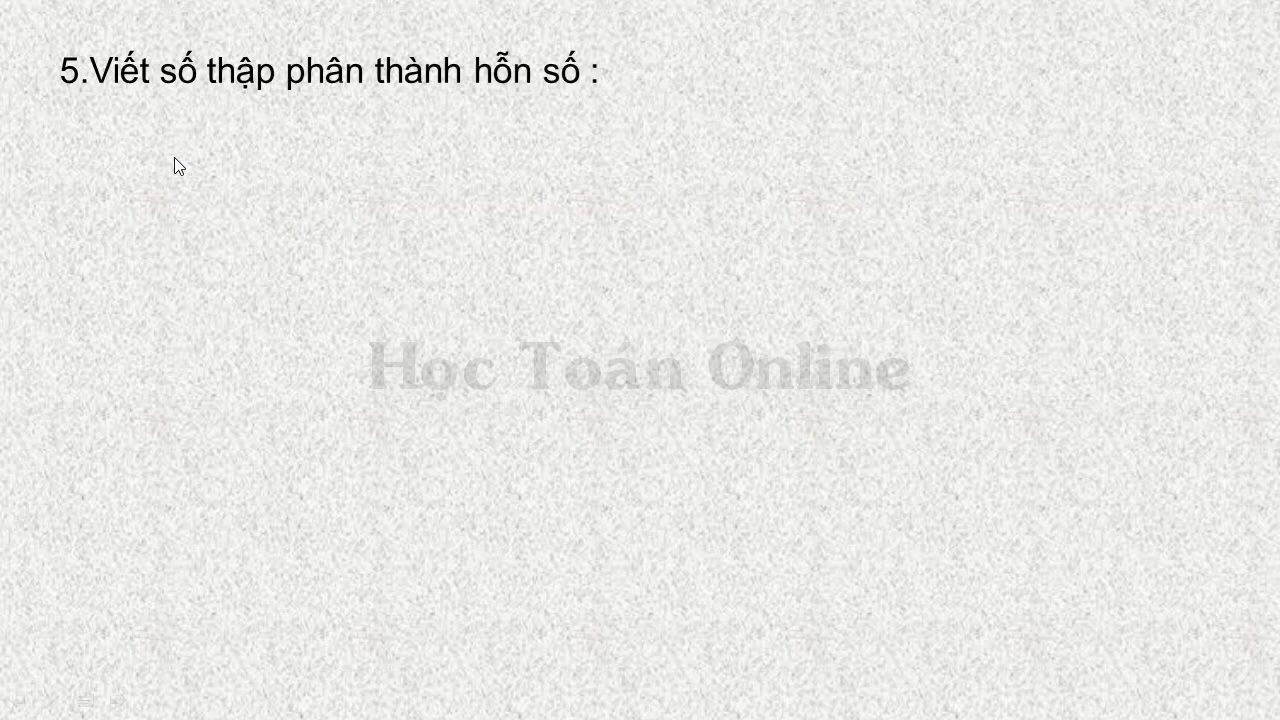 5.Viết số thập phân thành hỗn số :
Học Toán Online